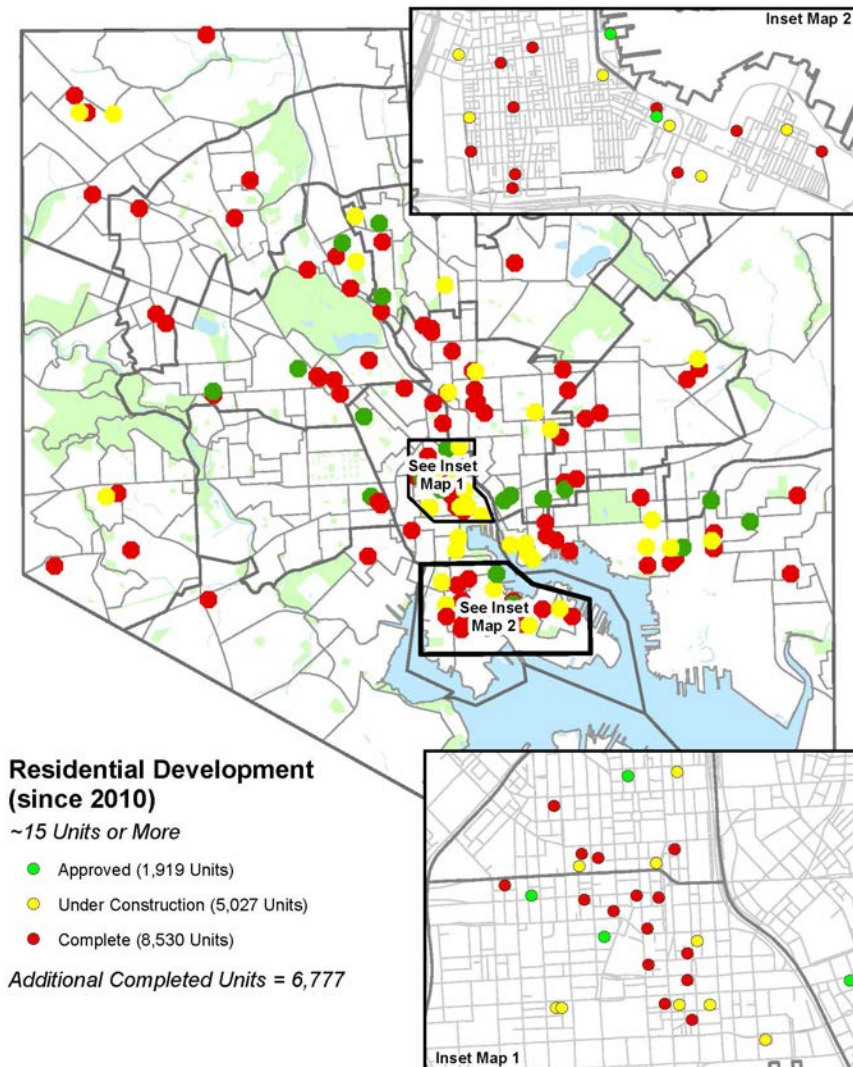 Inset Map 2
See Inset
Map 1
See Inset
Map 2
Residential Development
(since 2010)
~15 Units or More
Approved (1,919 Units)
Under Construction (5,027 Units)
Complete (8,530 Units)
Additional Completed Units = 6,777
Inset Map 1